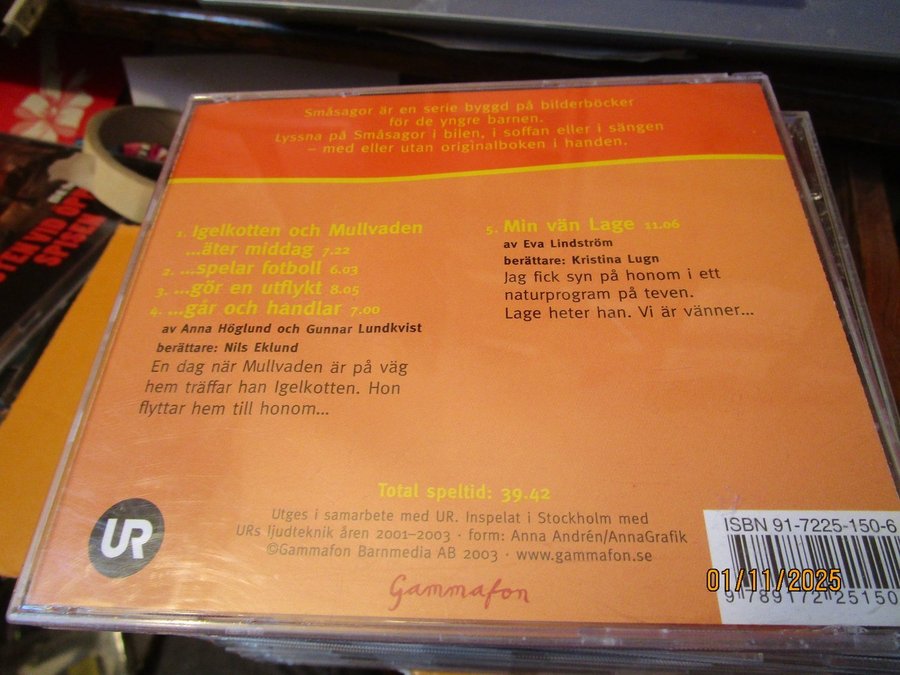 Småsagor är en serie byggd på bilderböcker
för de yngre barnen.
Lyssna på Småsagor i bilen, i soffan eller i sängen
– med eller utan originalboken i handen.
1. Igelkotten och Mullvaden
...äter middag 7.22
2. ...spelar fotboll 6.03
3. ...gör en utflykt 8.05
4. ...går och handlar 7.00
av Anna Höglund och Gunnar Lundkvist
berättare: Nils Eklund
En dag när Mullvaden är på väg
hem träffar han Igelkotten. Hon
flyttar hem till honom...
5. Min vän Lage 11.06
av Eva Lindström
berättare: Kristina Lugn
Jag fick syn på honom i ett
naturprogram på teven.
Lage heter han. Vi är vänner...
Total speltid: 39.42
Utges i samarbete med UR. Inspelat i Stockholm med
URs ljudteknik åren 2001–2003 · form: Anna Andrén/AnnaGrafik
©Gammafon Barnmedia AB 2003 · www.gammafon.se
Gammafon
UR
ISBN 91-7225-150-6
9 789172 25150
01/11/2025
VID
SPISEN